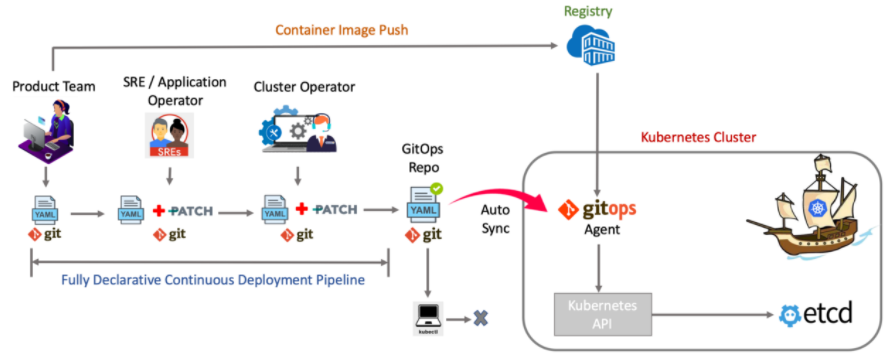 Registry
Container Image Push
Product Team
SRE / Application
Operator
Cluster Operator
SREs
GitOps
Repo
Kubernetes Cluster
YAML
YAML
+ PATCH
YAML
+ PATCH
YAML
git
git
git
git
Auto
Sync
gitops
Agent
Fully Declarative Continuous Deployment Pipeline
kubectl
Kubernetes
API
etcd